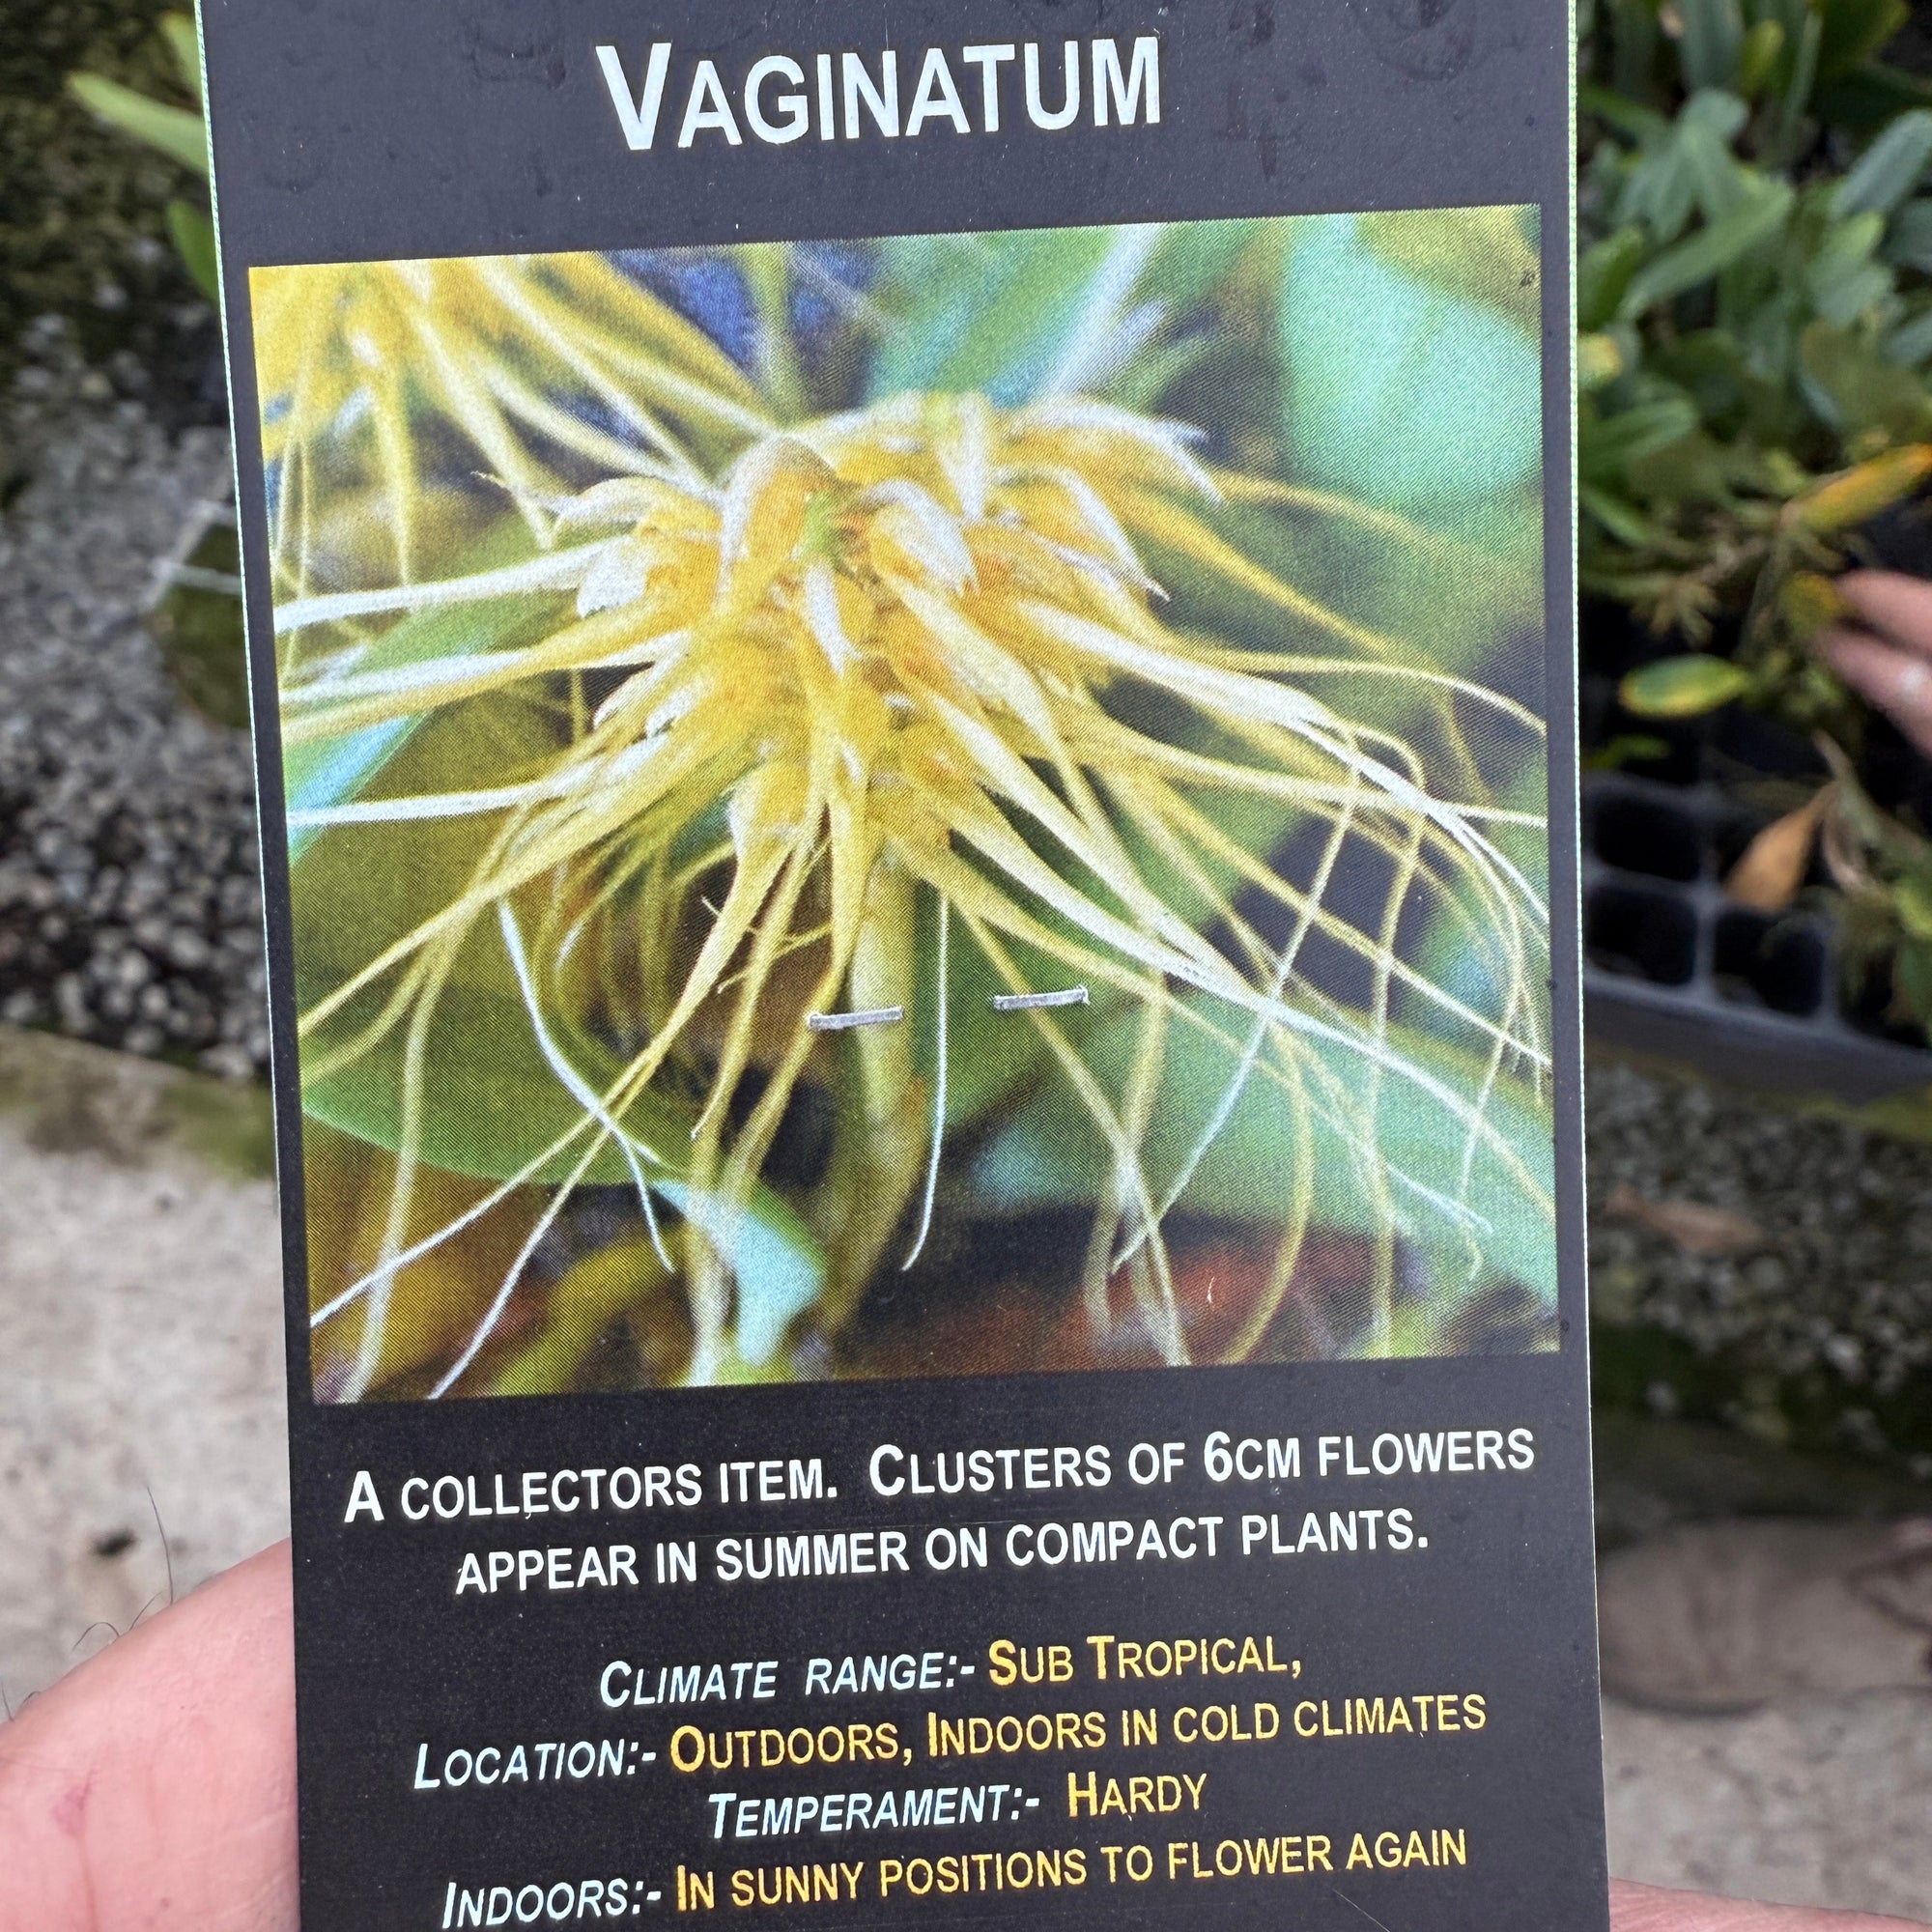 VAGINATUM
A COLLECTORS ITEM. CLUSTERS OF 6CM FLOWERS
APPEAR IN SUMMER ON COMPACT PLANTS.
CLIMATE RANGE:- SUB TROPICAL,
LOCATION:- OUTDOORS, INDOORS IN COLD CLIMATES
TEMPERAMENT:- HARDY
INDOORS:- IN SUNNY POSITIONS TO FLOWER AGAIN